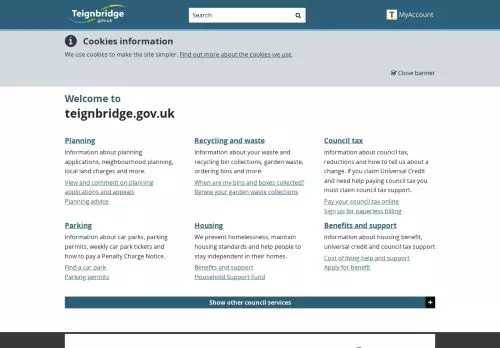 Teignbridge
gov.uk
Search
T MyAccount
Cookies information
We use cookies to make the site simpler. Find out more about the cookies we use.
Close banner
Welcome to
teignbridge.gov.uk
Planning
Information about planning
applications, neighbourhood planning,
local land charges and more.
View and comment on planning
applications and appeals
Planning advice
Recycling and waste
Information about your waste and
recycling bin collections, garden waste,
ordering bins and more.
When are my bins and boxes collected?
Renew your garden waste collections
Council tax
Information about council tax,
reductions and how to tell us about a
change. If you claim Universal Credit
and need help paying council tax you
must claim council tax support.
Pay your council tax online
Sign up for paperless billing
Parking
Information about car parks, parking
permits, weekly car park tickets and
how to pay a Penalty Charge Notice.
Find a car park
Parking permits
Housing
We prevent homelessness, maintain
housing standards and help people to
stay independent in their homes.
Benefits and support
Household Support Fund
Benefits and support
Information about housing benefit,
universal credit and council tax support
Cost of living help and support
Apply for benefit
Show other council services